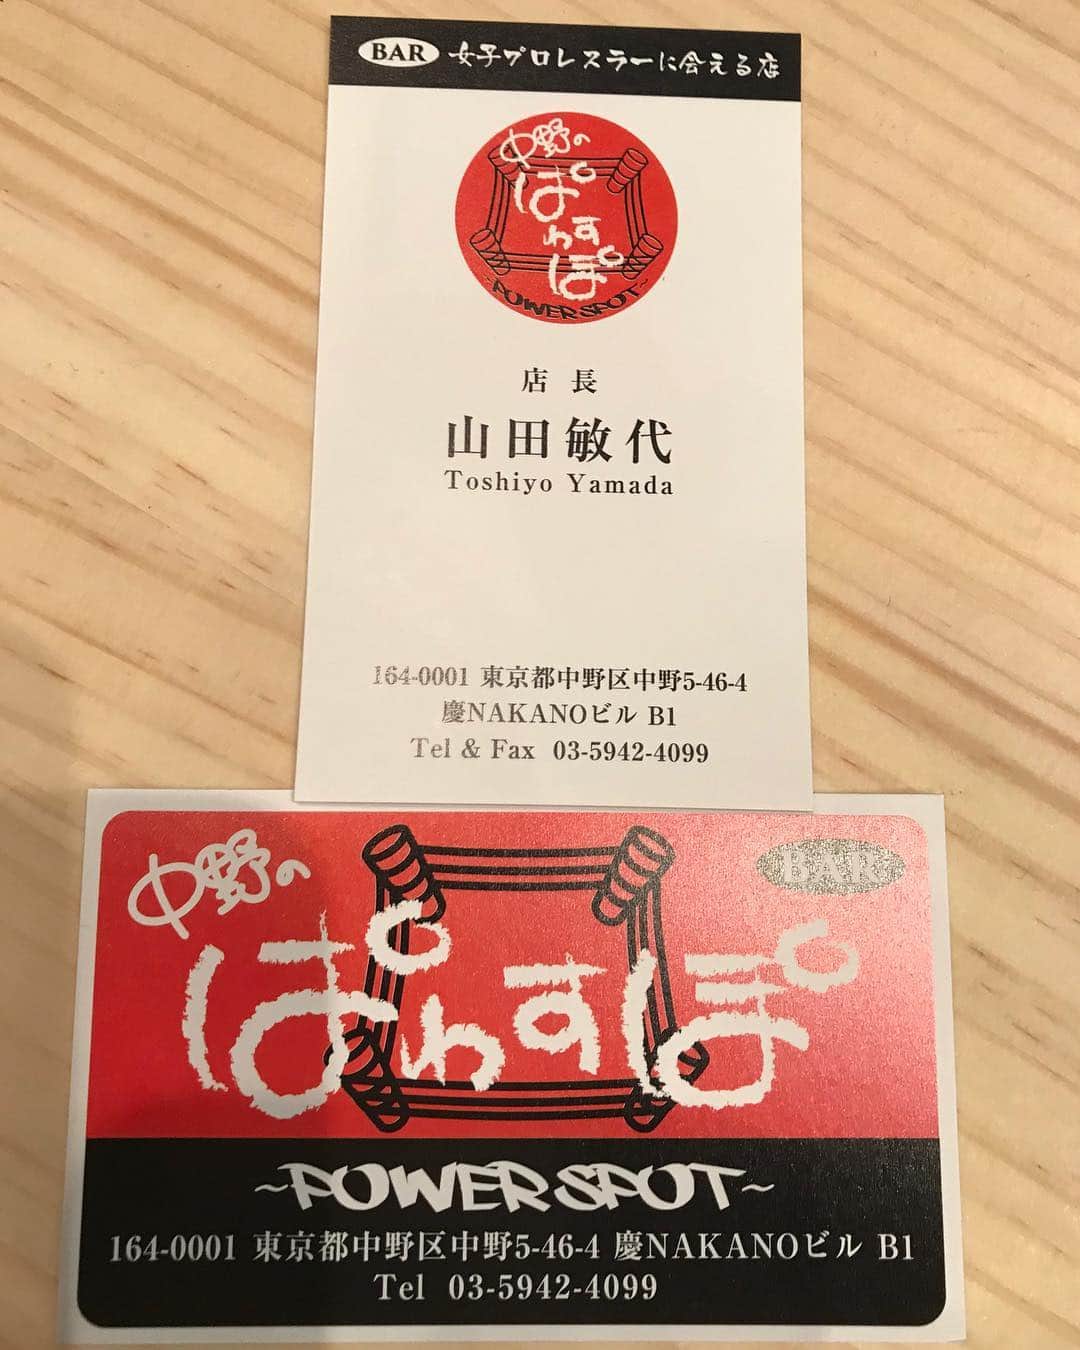 BAR 女子プロレスラーに会える店
中野の
ぱ
わす
ぽ
~POWER SPOT~
店長
山田敏代
Toshiyo Yamada
164-0001 東京都中野区中野5-46-4
慶NAKANOビル B1
Tel & Fax 03-5942-4099
中野の
BAR
ぱわすぽ
~POWER SPOT~
164-0001 東京都中野区中野5-46-4 慶NAKANOビル B1
Tel 03-5942-4099